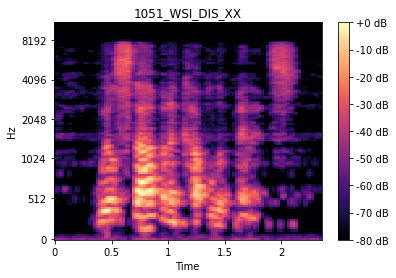 1051_WSI_DIS_XX
8192
4096
2048
1024
512
0
Hz
0
0.5
1
1.5
2
Time
+0 dB
-10 dB
-20 dB
-30 dB
-40 dB
-50 dB
-60 dB
-70 dB
-80 dB